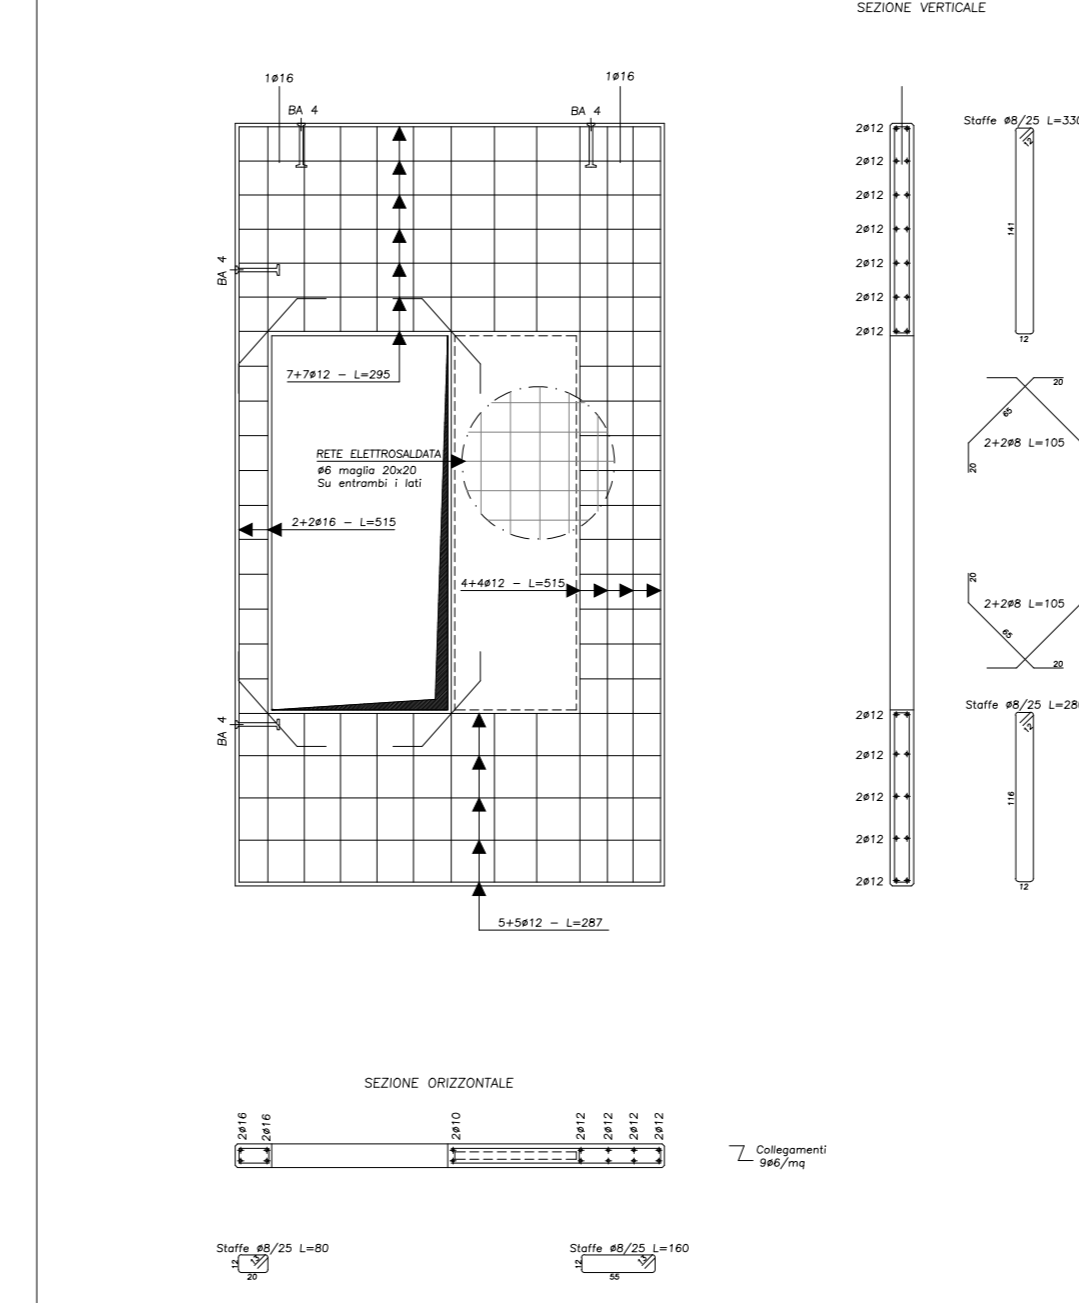 SEZIONE VERTICALE
1ø16
1ø16
BA 4
BA 4
BA 4
BA 4
7+7ø12 – L=295
RETE ELETTROSALDATA
ø6 maglia 20x20
Su entrambi i lati
2+2ø16 – L=515
4+4ø12 – L=515
5+5ø12 – L=287
2ø12
2ø12
2ø12
2ø12
2ø12
2ø12
2ø12
2ø12
2ø12
2ø12
2ø12
2ø12
Staffe ø8/25 L=330
12
141
12
20
65
2+2ø8 L=105
20
20
2+2ø8 L=105
65
20
Staffe ø8/25 L=280
12
116
12
SEZIONE ORIZZONTALE
2ø16
2ø16
2ø10
2ø12
2ø12
2ø12
2ø12
Collegamenti
9ø6/mq
Staffe ø8/25 L=80
12
13
20
Staffe ø8/25 L=160
12
13
55